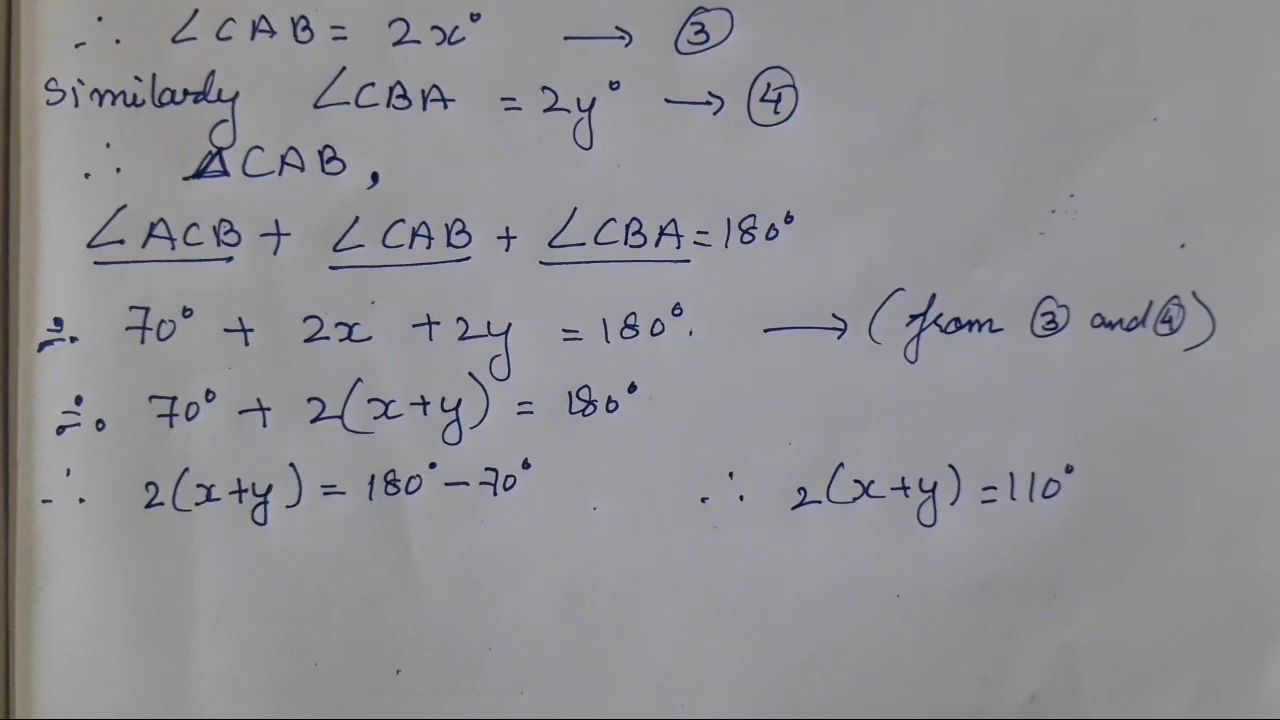 ∴ ∠CAB = 2x° → ③
Similarly ∠CBA = 2y° → ④
∴ ΔCAB,
∠ACB + ∠CAB + ∠CBA = 180°
∴ 70° + 2x + 2y = 180°. → (from ③ and ④)
∴ 70° + 2(x+y) = 180°
∴ 2(x+y) = 180° - 70° ∴ 2(x+y) = 110°